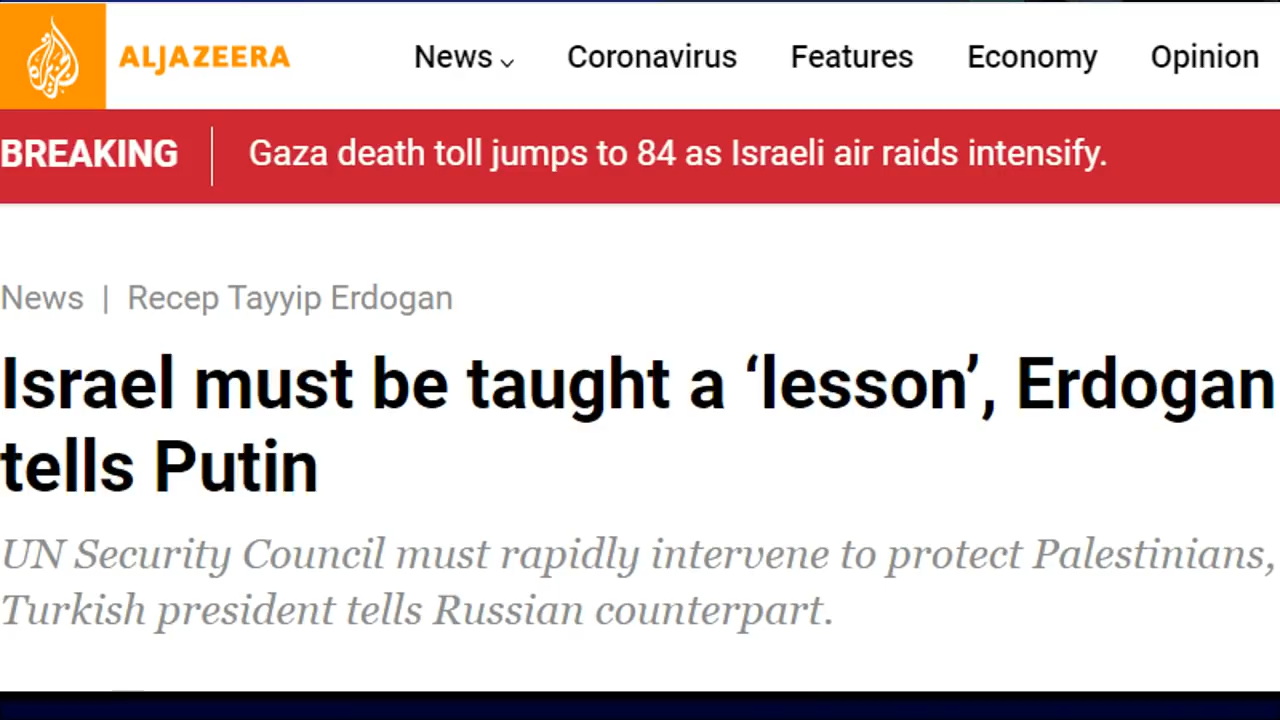 ALJAZEERA News Coronavirus Features Economy Opinion
BREAKING Gaza death toll jumps to 84 as Israeli air raids intensify.
News | Recep Tayyip Erdogan
Israel must be taught a ‘lesson’, Erdogan
tells Putin
UN Security Council must rapidly intervene to protect Palestinians,
Turkish president tells Russian counterpart.